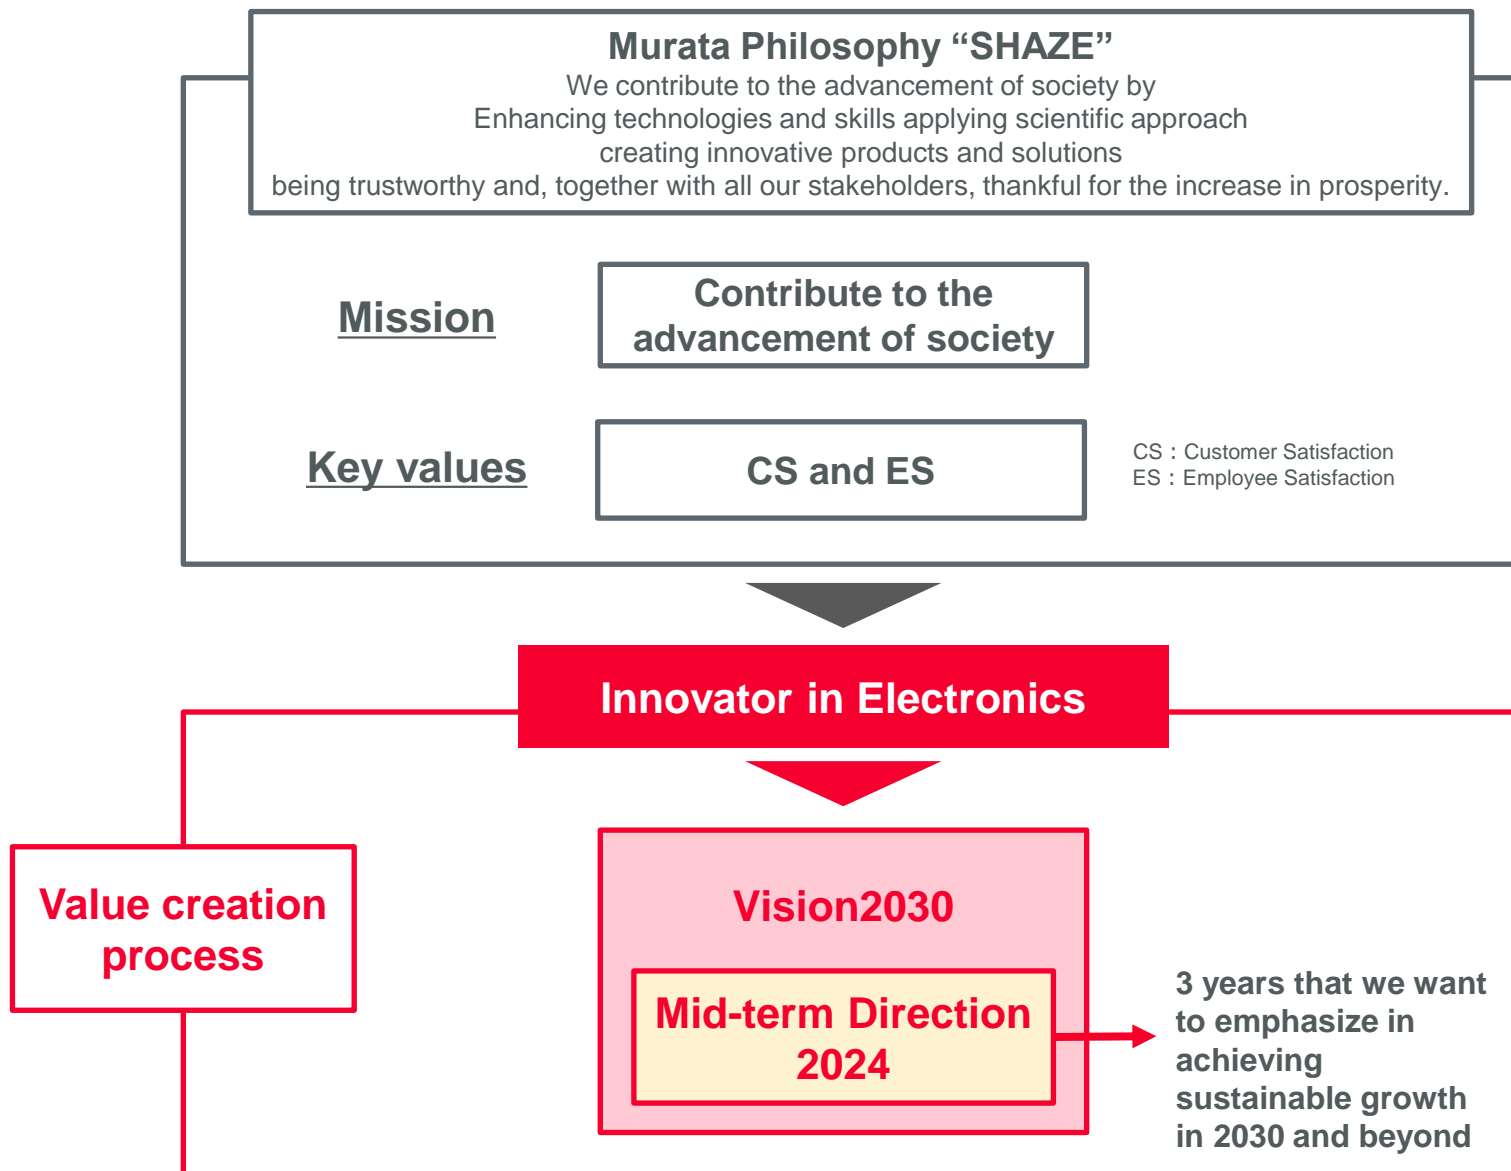 Murata Philosophy “SHAZE”
We contribute to the advancement of society by
Enhancing technologies and skills applying scientific approach
creating innovative products and solutions
being trustworthy and, together with all our stakeholders, thankful for the increase in prosperity.
Mission
Contribute to the
advancement of society
Key values
CS and ES
CS：Customer Satisfaction
ES：Employee Satisfaction
Innovator in Electronics
Value creation
process
Vision2030
Mid-term Direction
2024
3 years that we want
to emphasize in
achieving
sustainable growth
in 2030 and beyond